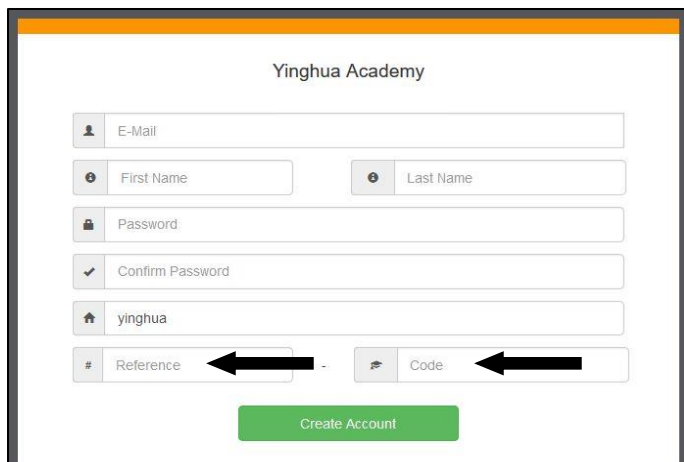 Yinghua Academy
E-Mail
First Name Last Name
Password
Confirm Password
yinghua
# Reference - Code
Create Account